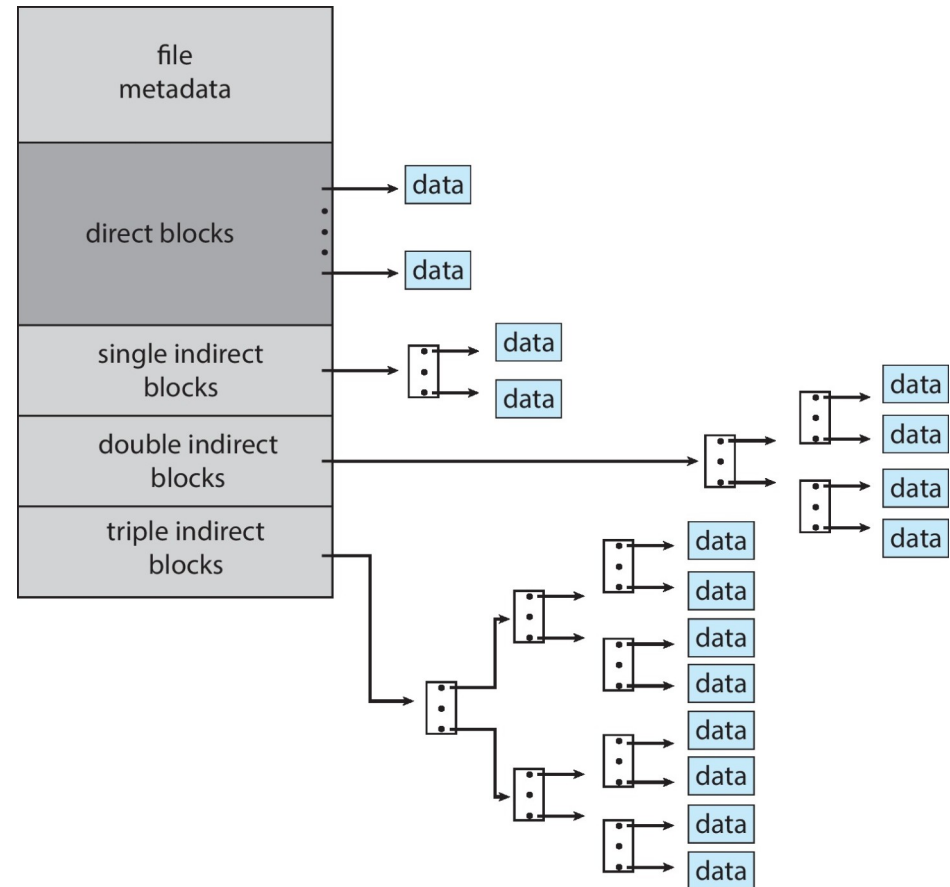 file
metadata
direct blocks
data
data
single indirect
blocks
data
data
double indirect
blocks
data
data
data
data
triple indirect
blocks
data
data
data
data
data
data
data
data